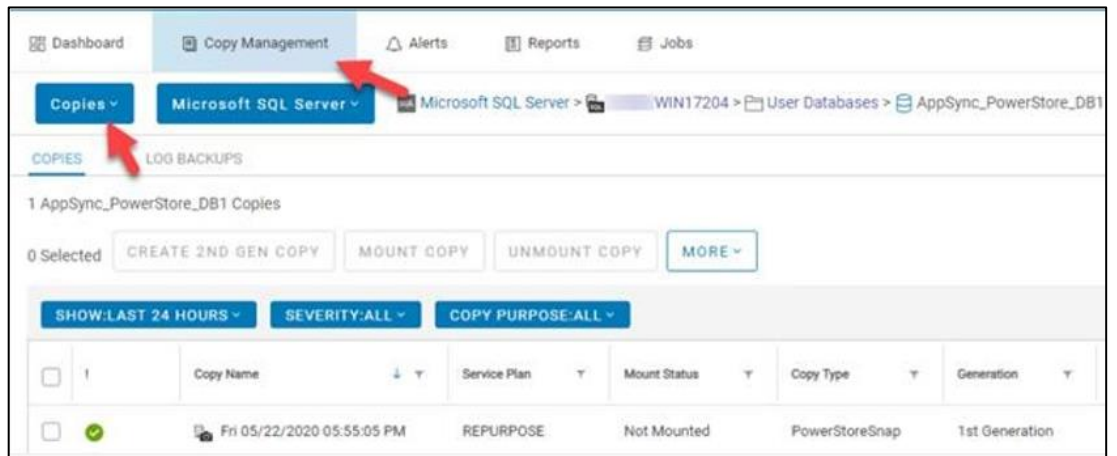 Dashboard Copy Management Alerts Reports Jobs
Copies Microsoft SQL Server Microsoft SQL Server > WIN17204 > User Databases > AppSync_PowerStore_DB1
COPIES LOG BACKUPS
1 AppSync_PowerStore_DB1 Copies
0 Selected CREATE 2ND GEN COPY MOUNT COPY UNMOUNT COPY MORE
SHOW:LAST 24 HOURS SEVERITY:ALL COPY PURPOSE:ALL
! Copy Name Service Plan Mount Status Copy Type Generation
Fri 05/22/2020 05:55:05 PM REPURPOSE Not Mounted PowerStoreSnap 1st Generation